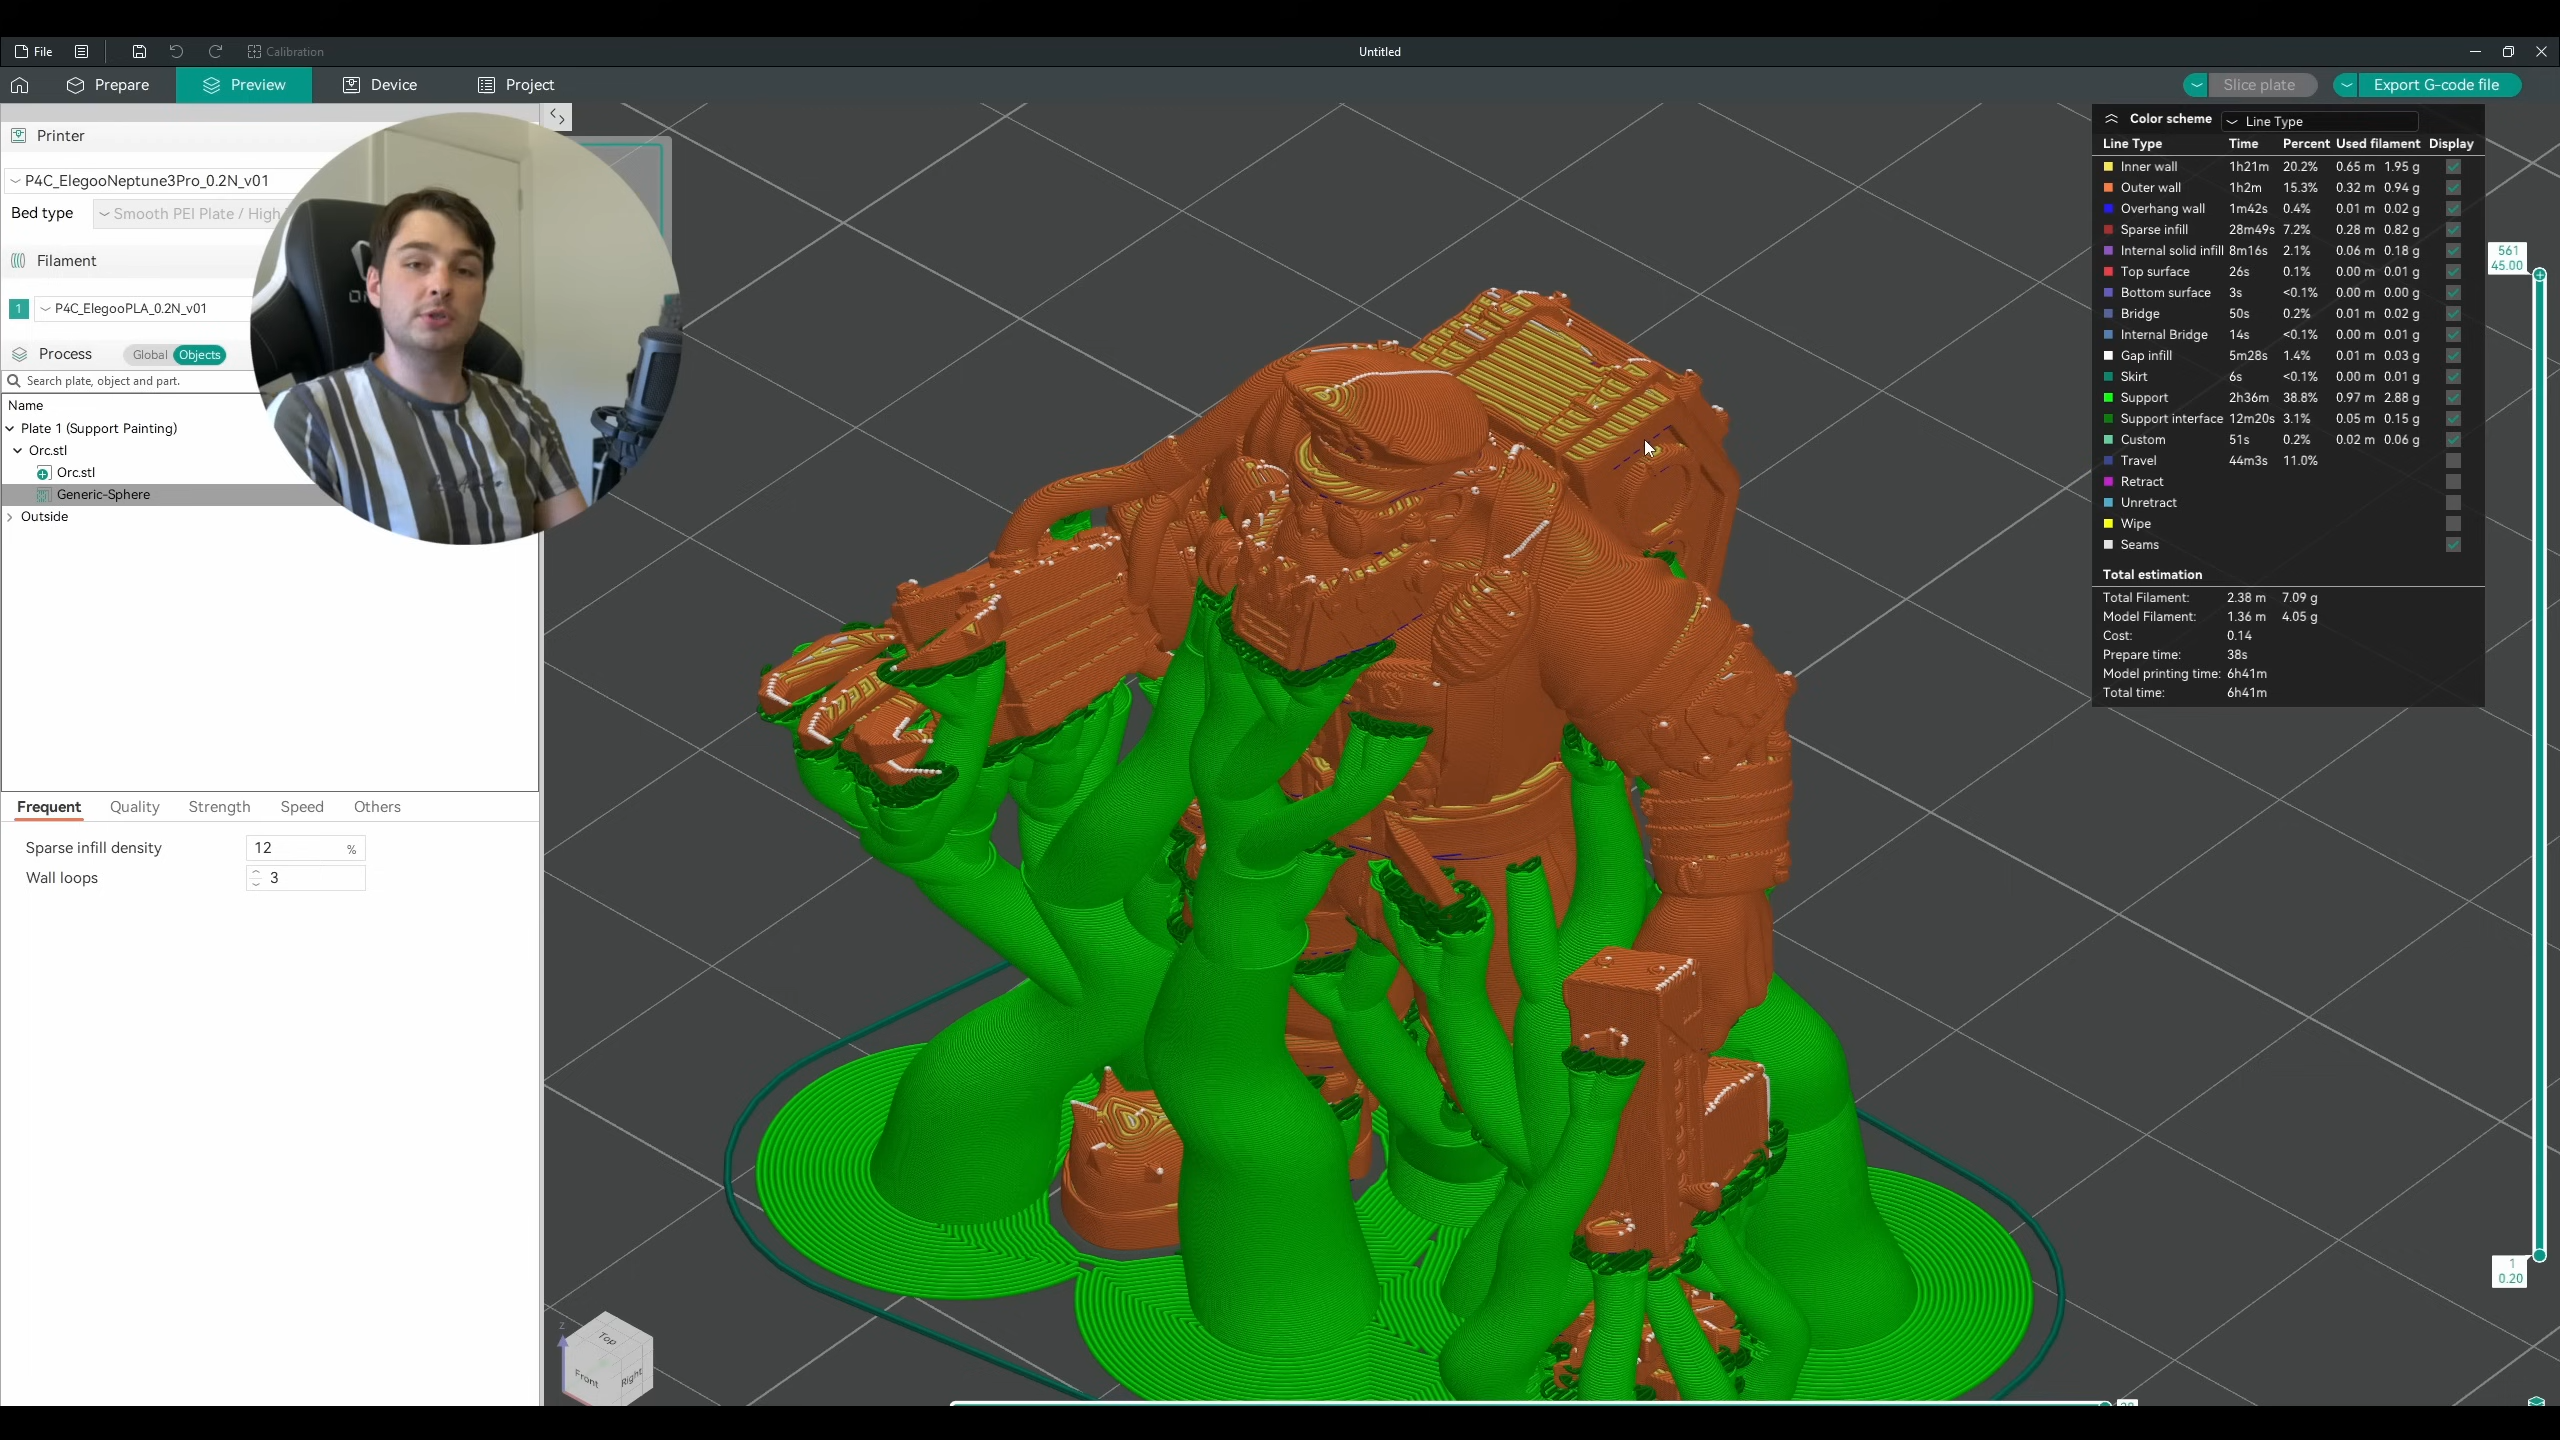 File
Calibration
Untitled
Prepare
Preview
Device
Project
Slice plate
Export G-code file
Printer
P4C_ElegooNeptune3Pro_0.2N_v01
Bed type
Smooth PEI Plate / High
Filament
1 P4C_ElegooPLA_0.2N_v01
Process Global Objects
Search plate, object and part.
Name
Plate 1 (Support Painting)
Orc.stl
Orc.stl
Generic-Sphere
Outside
Frequent Quality Strength Speed Others
Sparse infill density 12 %
Wall loops 3
Color scheme Line Type
Line Type Time Percent Used filament Display
Inner wall 1h21m 20.2% 0.65 m 1.95 g
Outer wall 1h2m 15.3% 0.32 m 0.94 g
Overhang wall 1m42s 0.4% 0.01 m 0.02 g
Sparse infill 28m49s 7.2% 0.28 m 0.82 g
Internal solid infill 8m16s 2.1% 0.06 m 0.18 g
Top surface 26s 0.1% 0.00 m 0.01 g
Bottom surface 3s <0.1% 0.00 m 0.00 g
Bridge 50s 0.2% 0.01 m 0.02 g
Internal Bridge 14s <0.1% 0.00 m 0.01 g
Gap infill 5m28s 1.4% 0.01 m 0.03 g
Skirt 6s <0.1% 0.00 m 0.01 g
Support 2h36m 38.8% 0.97 m 2.88 g
Support interface 12m20s 3.1% 0.05 m 0.15 g
Custom 51s 0.2% 0.02 m 0.06 g
Travel 44m3s 11.0%
Retract
Unretract
Wipe
Seams
Total estimation
Total Filament: 2.38 m 7.09 g
Model Filament: 1.36 m 4.05 g
Cost: 0.14
Prepare time: 38s
Model printing time: 6h41m
Total time: 6h41m
561
45.00
1
0.20
z
Top
Front
Right